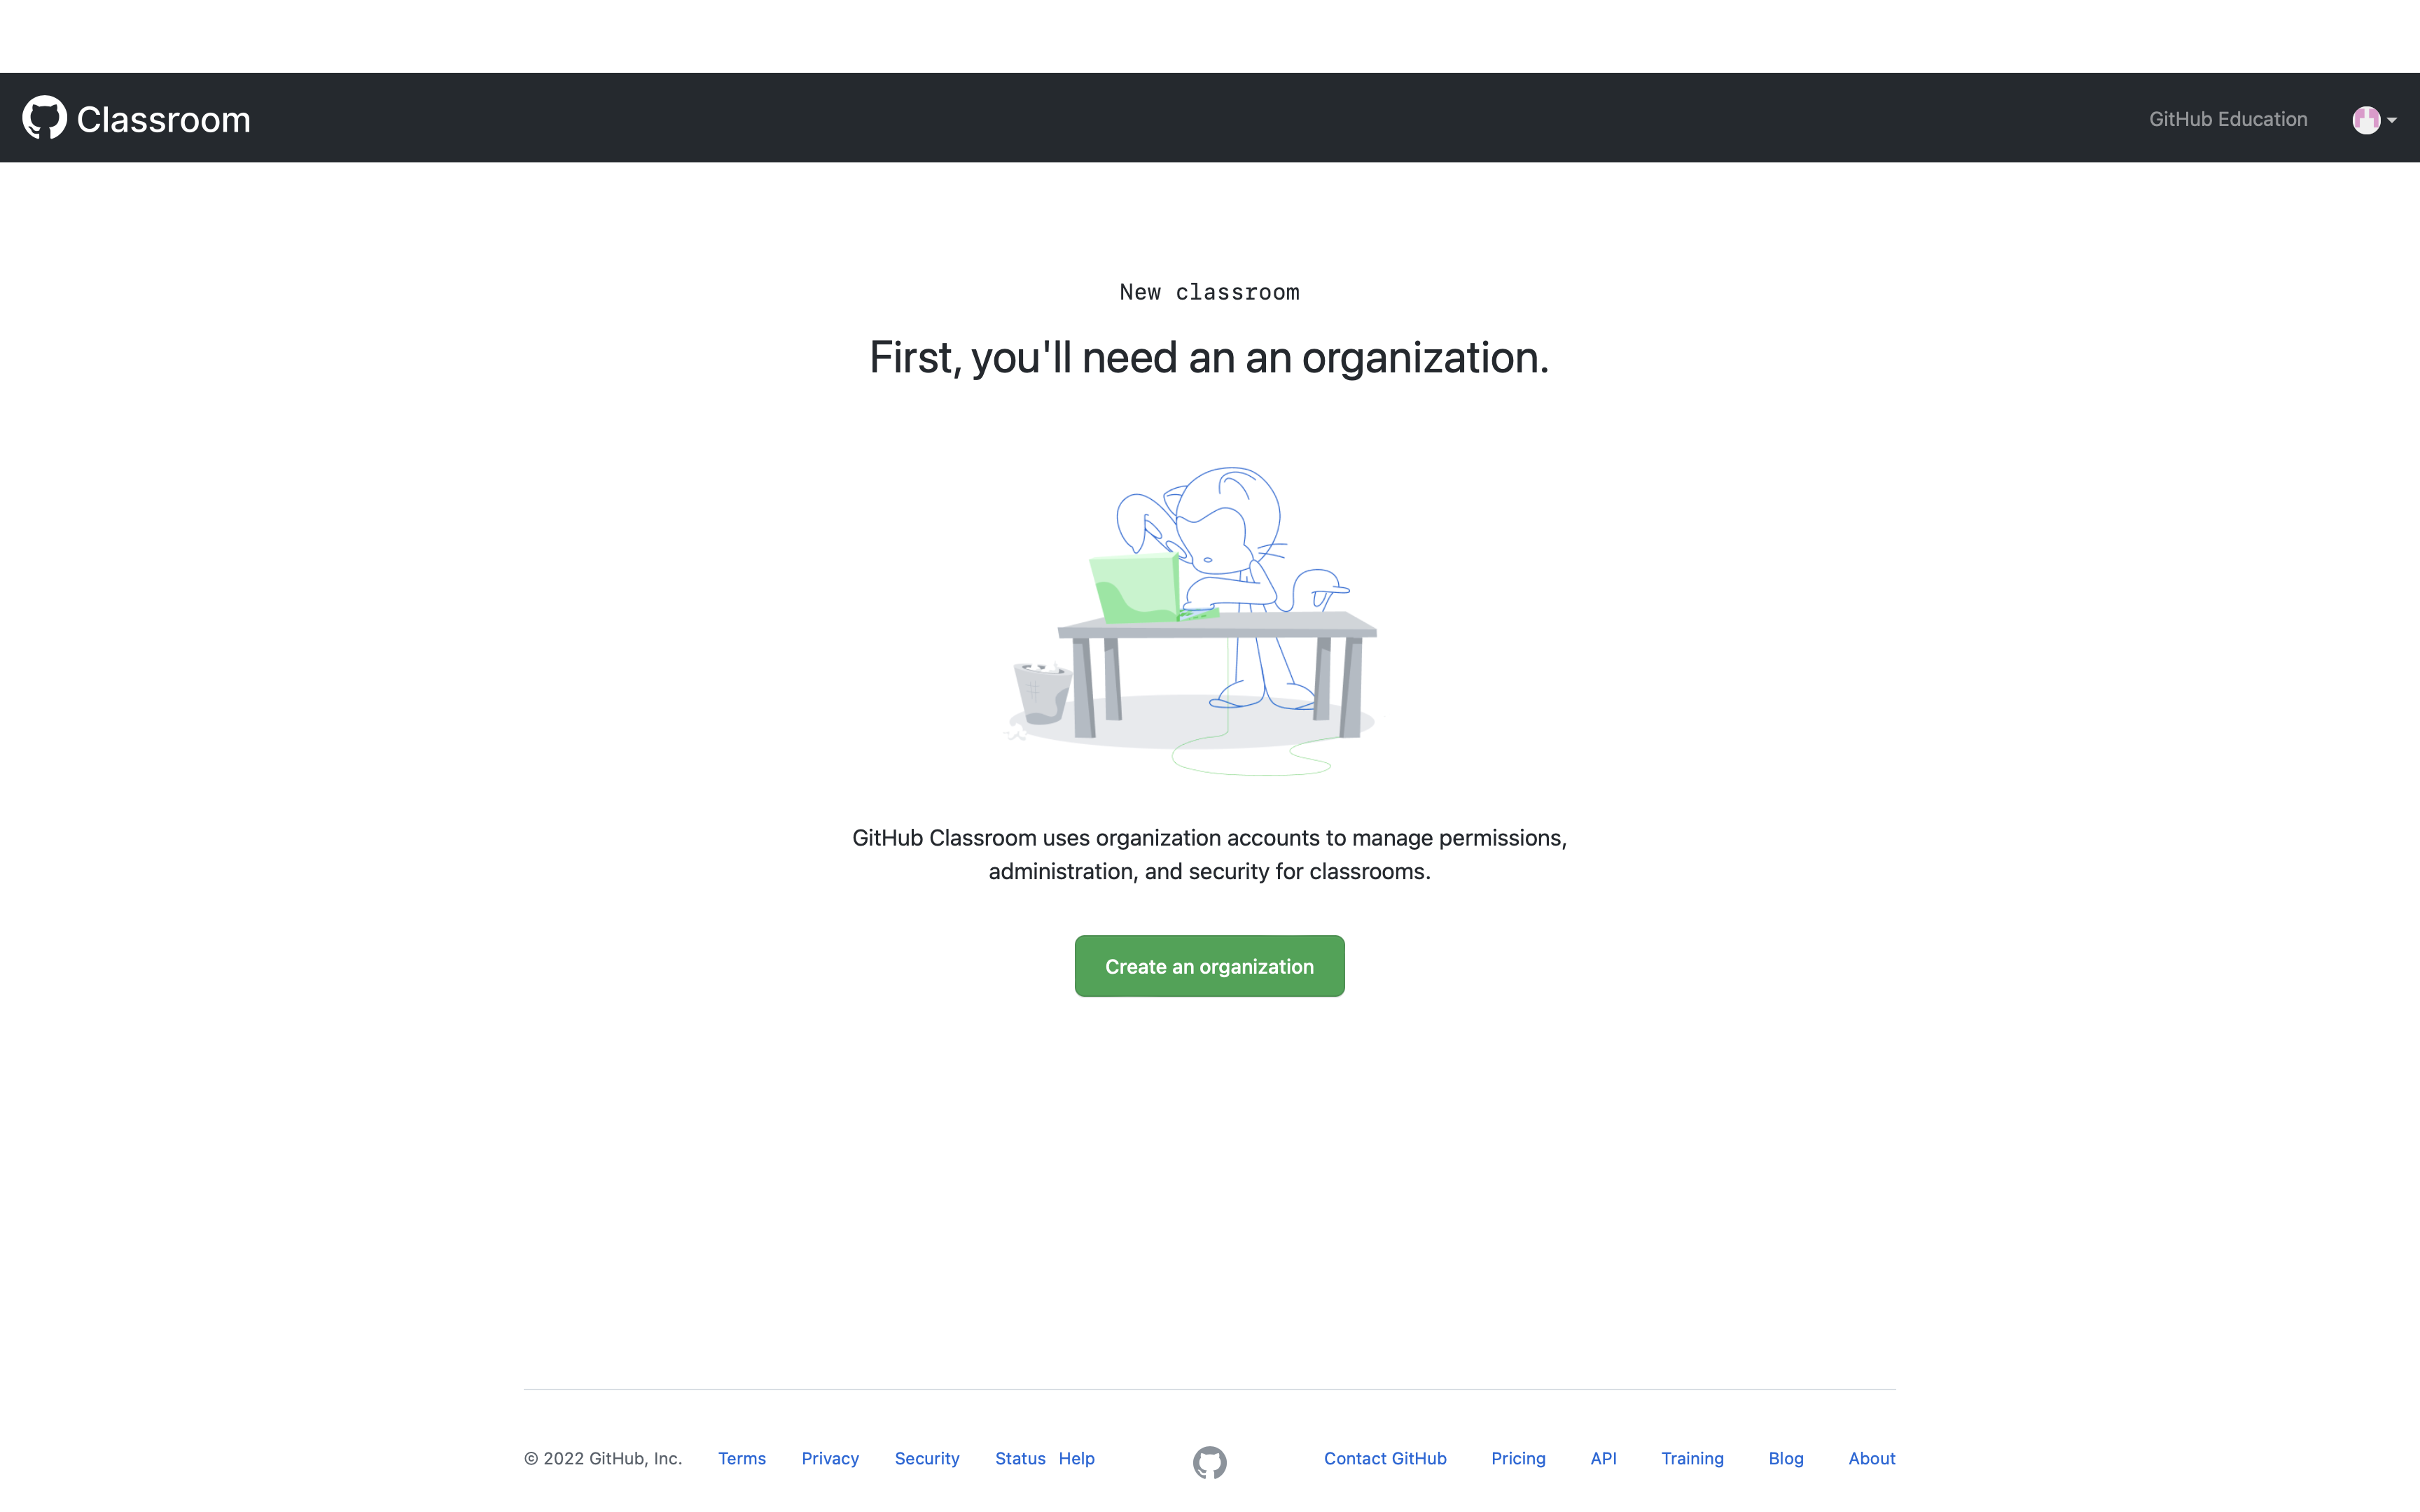 Classroom
GitHub Education
New classroom
First, you'll need an an organization.
GitHub Classroom uses organization accounts to manage permissions,
administration, and security for classrooms.
Create an organization
© 2022 GitHub, Inc. Terms Privacy Security Status Help Contact GitHub Pricing API Training Blog About